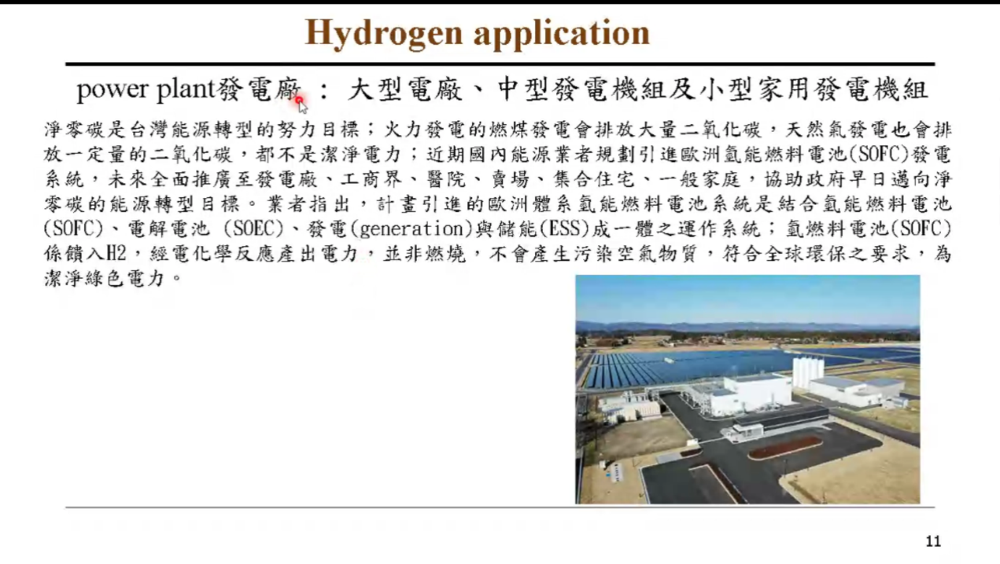 Hydrogen application
power plant發電廠 : 大型電廠、中型發電機組及小型家用發電機組
淨零碳是台灣能源轉型的努力目標；火力發電的燃煤發電會排放大量二氧化碳，天然氣發電也會排
放一定量的二氧化碳，都不是潔淨電力；近期國內能源業者規劃引進歐洲氫能燃料電池(SOFC)發電
系統，未來全面推廣至發電廠、工商界、醫院、賣場、集合住宅、一般家庭，協助政府早日邁向淨
零碳的能源轉型目標。業者指出，計畫引進的歐洲體系氫能燃料電池系統是結合氫能燃料電池
(SOFC)、電解電池 (SOEC)、發電(generation)與儲能(ESS)成一體之運作系統；氫燃料電池(SOFC)
係饋入H2，經電化學反應產出電力，並非燃燒，不會產生污染空氣物質，符合全球環保之要求，為
潔淨綠色電力。
11